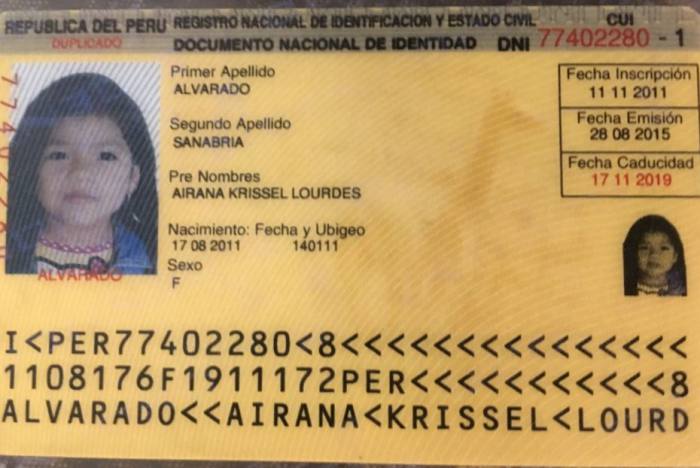 REPUBLICA DEL PERU REGISTRO NACIONAL DE IDENTIFICACION Y ESTADO CIVIL CUI
DUPLICADO DOCUMENTO NACIONAL DE IDENTIDAD DNI 77402280 - 1
Primer Apellido
ALVARADO
Segundo Apellido
SANABRIA
Pre Nombres
AIRANA KRISSEL LOURDES
Nacimiento: Fecha y Ubigeo
17 08 2011 140111
Sexo
F
Fecha Inscripción
11 11 2011
Fecha Emisión
28 08 2015
Fecha Caducidad
17 11 2019
77402280
ALVARADO
I<PER77402280<8<<<<<<<<<<<<<<<
1108176F1911172PER<<<<<<<<<<<8
ALVARADO<<AIRANA<KRISSEL<LOURD